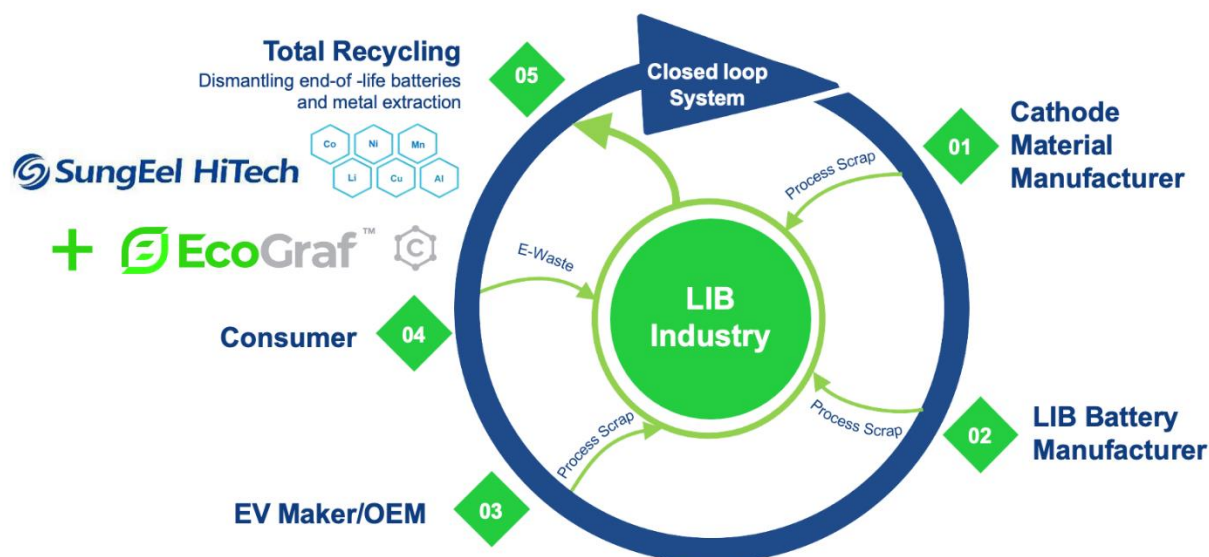 Total Recycling
Dismantling end-of -life batteries
and metal extraction
05
Closed loop
System
Co
Ni
Mn
Li
Cu
Al
SungEel HiTech
+ EcoGraf™ C
01
Cathode
Material
Manufacturer
Process Scrap
E-Waste
LIB
Industry
Consumer
04
Process Scrap
02
LIB Battery
Manufacturer
Process Scrap
EV Maker/OEM
03